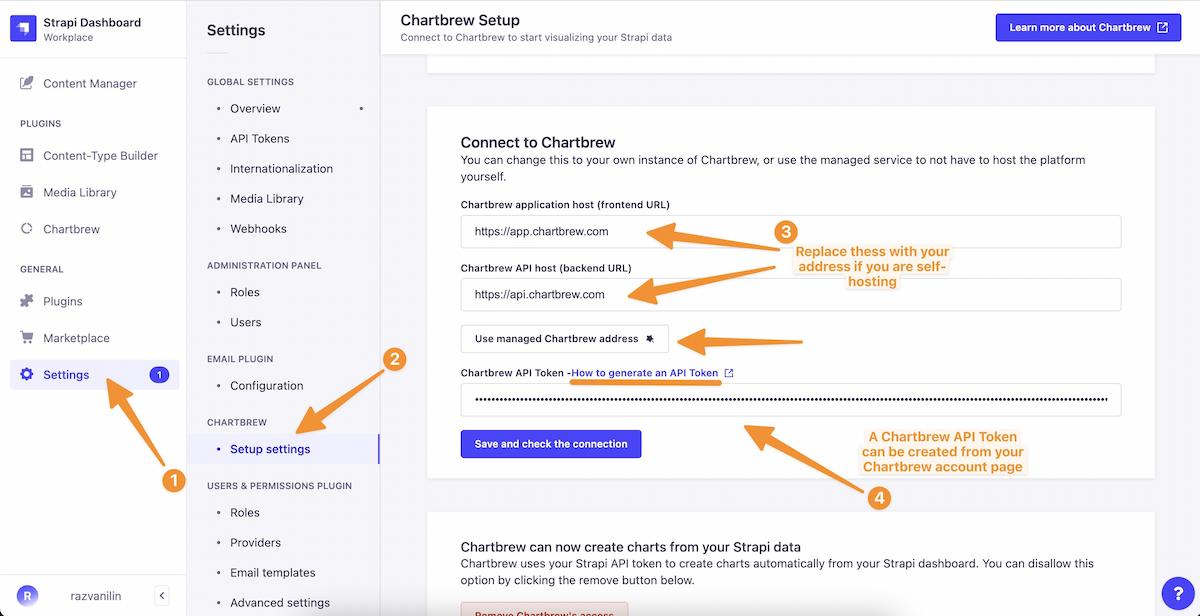 Strapi Dashboard
Workplace
Content Manager
PLUGINS
Content-Type Builder
Media Library
Chartbrew
GENERAL
Plugins
Marketplace
Settings 1
1
R razvanilin
Settings
GLOBAL SETTINGS
• Overview
• API Tokens
• Internationalization
• Media Library
• Webhooks
ADMINISTRATION PANEL
• Roles
• Users
EMAIL PLUGIN
• Configuration
2
CHARTBREW
• Setup settings
USERS & PERMISSIONS PLUGIN
• Roles
• Providers
• Email templates
• Advanced settings
Chartbrew Setup
Connect to Chartbrew to start visualizing your Strapi data
Learn more about Chartbrew
Connect to Chartbrew
You can change this to your own instance of Chartbrew, or use the managed service to not have to host the platform
yourself.
Chartbrew application host (frontend URL)
https://app.chartbrew.com
3
Replace thess with your
address if you are self-
hosting
Chartbrew API host (backend URL)
https://api.chartbrew.com
Use managed Chartbrew address
Chartbrew API Token -How to generate an API Token
Save and check the connection
A Chartbrew API Token
can be created from your
Chartbrew account page
4
Chartbrew can now create charts from your Strapi data
Chartbrew uses your Strapi API token to create charts automatically from your Strapi dashboard. You can disallow this
option by clicking the remove button below.
Remove Chartbrew's access
?